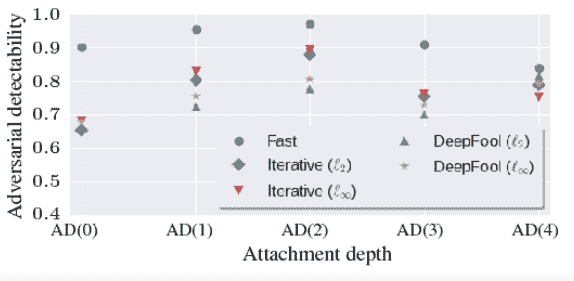 Adversarial detectability
1.0
0.9
0.8
0.7
0.6
0.5
0.4
Fast
Iterative (ℓ₂)
Iterative (ℓ∞)
DeepFool (ℓ₂)
DeepFool (ℓ∞)
AD(0) AD(1) AD(2) AD(3) AD(4)
Attachment depth